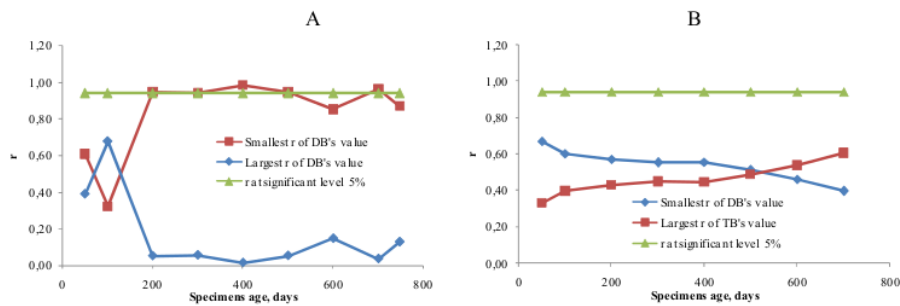 A
1,20
1,00
0,80
0,60
0,40
0,20
0,00
r
Smallest r of DB's value
Largest r of DB's value
r at significant level 5%
0
200
400
600
800
Specimens age, days
B
1,20
1,00
0,80
0,60
0,40
0,20
0,00
r
Smallest r of DB's value
Largest r of TB's value
r at significant level 5%
0
200
400
600
800
Specimens age, days